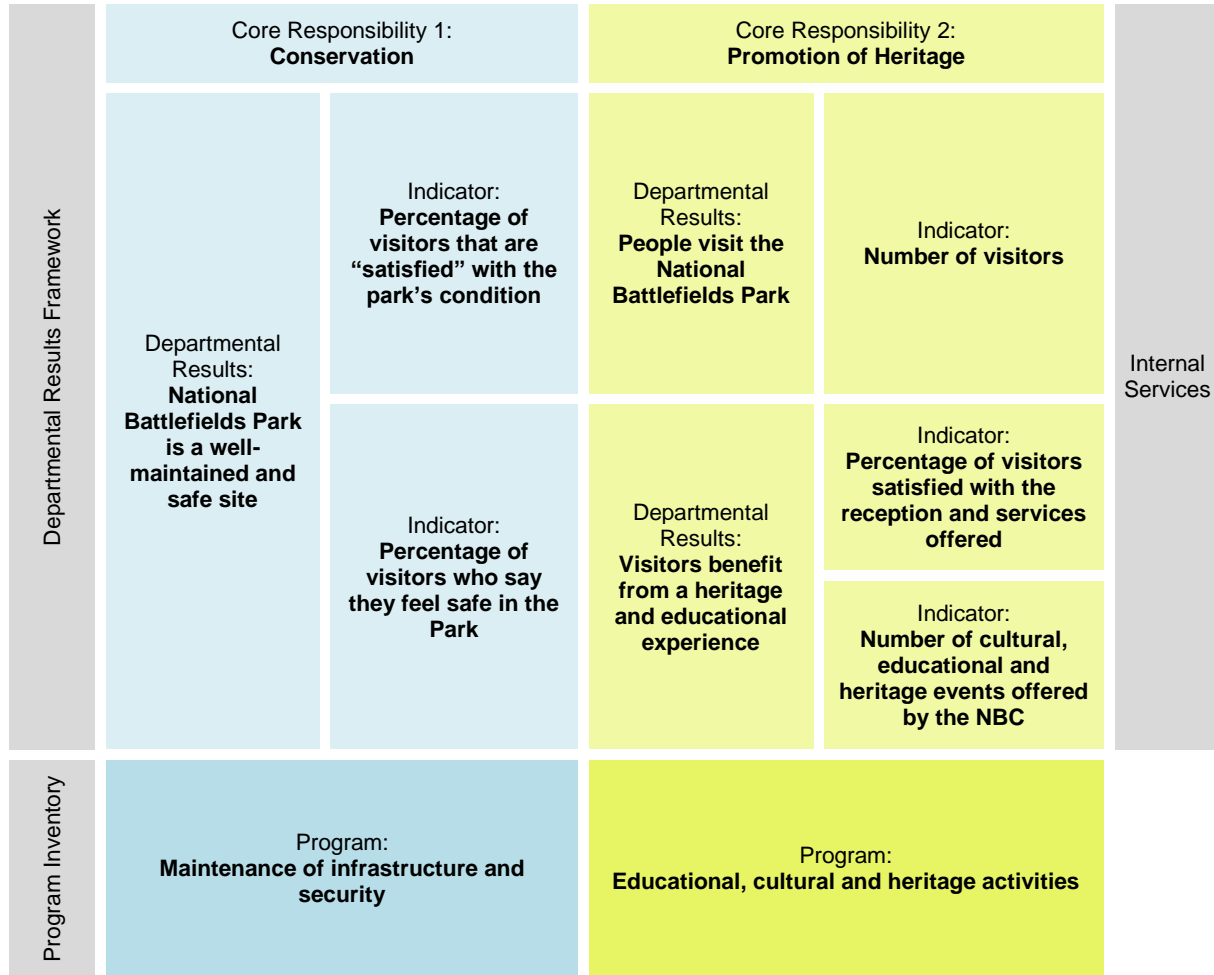 Core Responsibility 1:
Conservation
Core Responsibility 2:
Promotion of Heritage
Departmental Results Framework
Departmental
Results:
National
Battlefields Park
is a well-
maintained and
safe site
Indicator:
Percentage of
visitors that are
“satisfied” with the
park’s condition
Indicator:
Percentage of
visitors who say
they feel safe in the
Park
Departmental
Results:
People visit the
National
Battlefields Park
Indicator:
Number of visitors
Departmental
Results:
Visitors benefit
from a heritage
and educational
experience
Indicator:
Percentage of visitors
satisfied with the
reception and services
offered
Indicator:
Number of cultural,
educational and
heritage events offered
by the NBC
Internal
Services
Program Inventory
Program:
Maintenance of infrastructure and
security
Program:
Educational, cultural and heritage activities